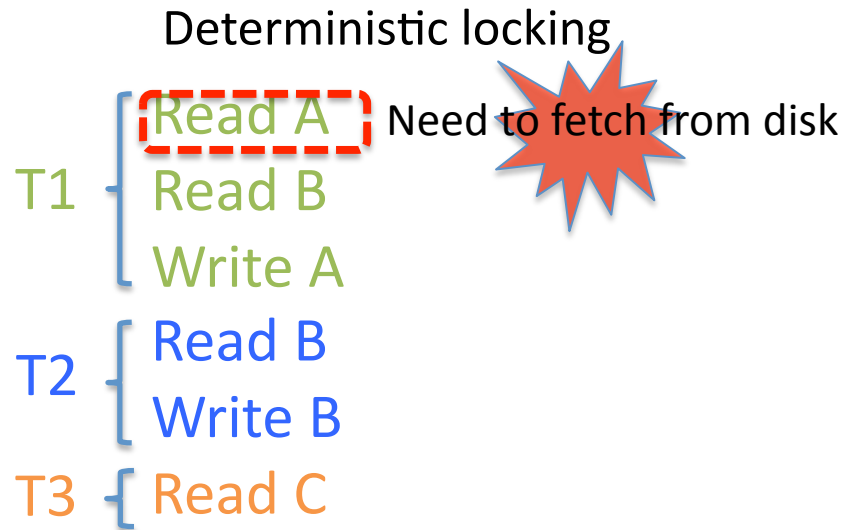 Deterministic locking
Read A
Need to fetch from disk
T1
Read B
Write A
T2
Read B
Write B
T3
Read C